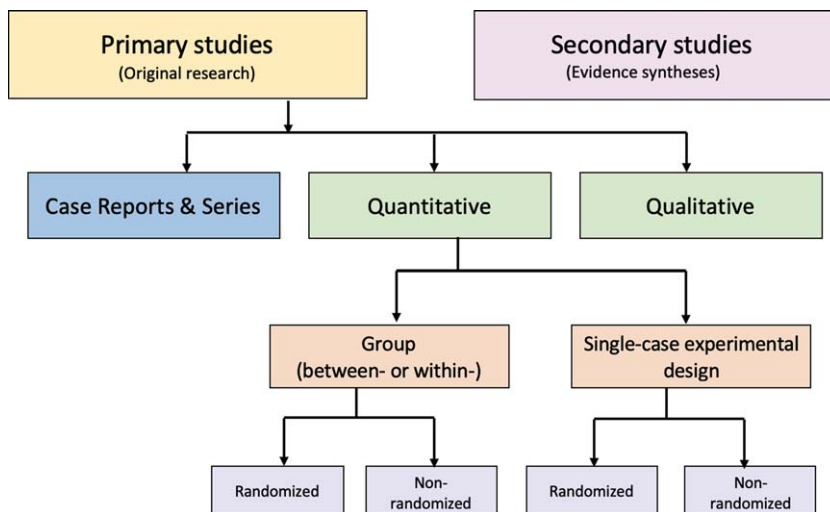 Primary studies
(Original research)
Secondary studies
(Evidence syntheses)
Case Reports & Series
Quantitative
Qualitative
Group
(between- or within-)
Single-case experimental
design
Randomized
Non-
randomized
Randomized
Non-
randomized